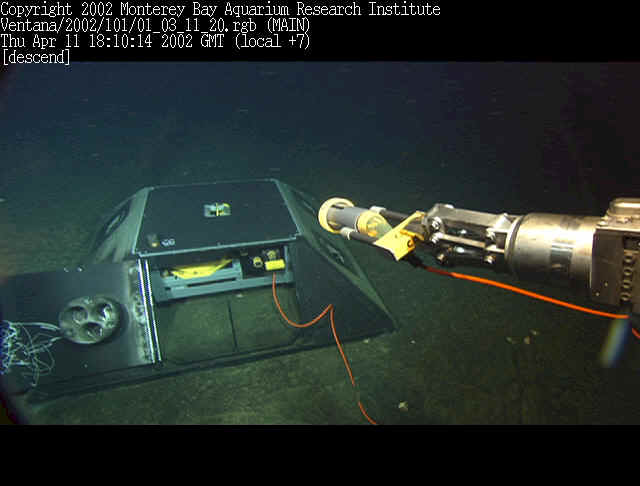 Copyright 2002 Monterey Bay Aquarium Research Institute
Ventana/2002/101/01_03_11_20.rgb (MAIN)
Thu Apr 11 18:10:14 2002 GMT (local +7)
[descend]